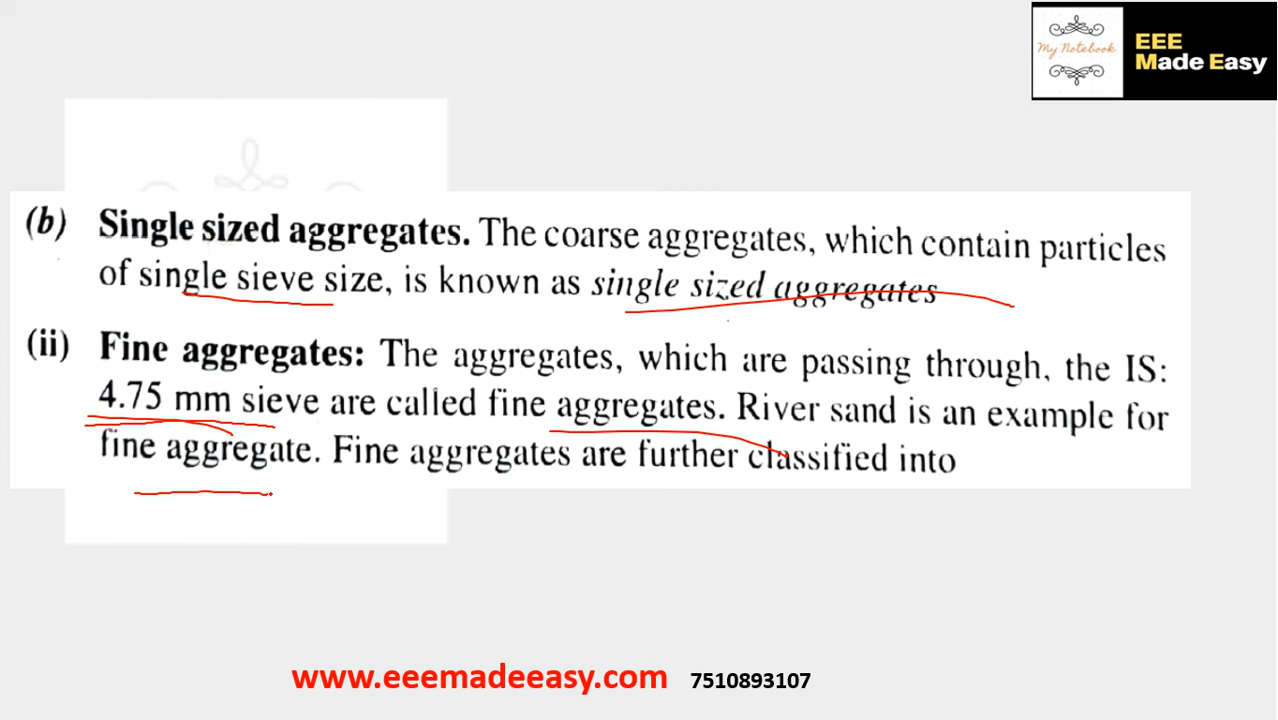 My Notebook
EEE
Made Easy
(b) Single sized aggregates. The coarse aggregates, which contain particles
of single sieve size, is known as single sized aggregates
(ii) Fine aggregates: The aggregates, which are passing through, the IS:
4.75 mm sieve are called fine aggregates. River sand is an example for
fine aggregate. Fine aggregates are further classified into
www.eeemadeeasy.com 7510893107